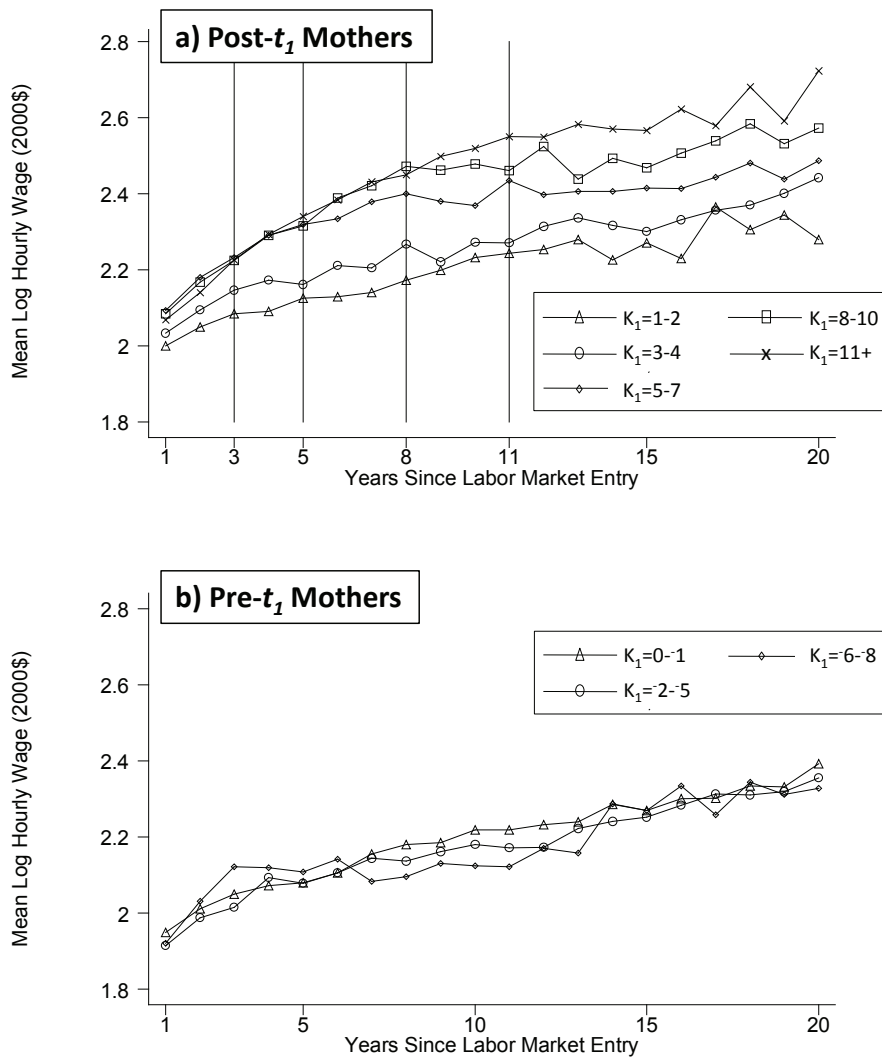 a) Post-t₁ Mothers
Mean Log Hourly Wage (2000$)
2.8
2.6
2.4
2.2
2
1.8
K₁=1-2
K₁=8-10
K₁=3-4
K₁=11+
K₁=5-7
1
3
5
8
11
15
20
Years Since Labor Market Entry
b) Pre-t₁ Mothers
Mean Log Hourly Wage (2000$)
2.8
2.6
2.4
2.2
2
1.8
K₁=0-⁻1
K₁=⁻6-⁻8
K₁=⁻2-⁻5
1
5
10
15
20
Years Since Labor Market Entry